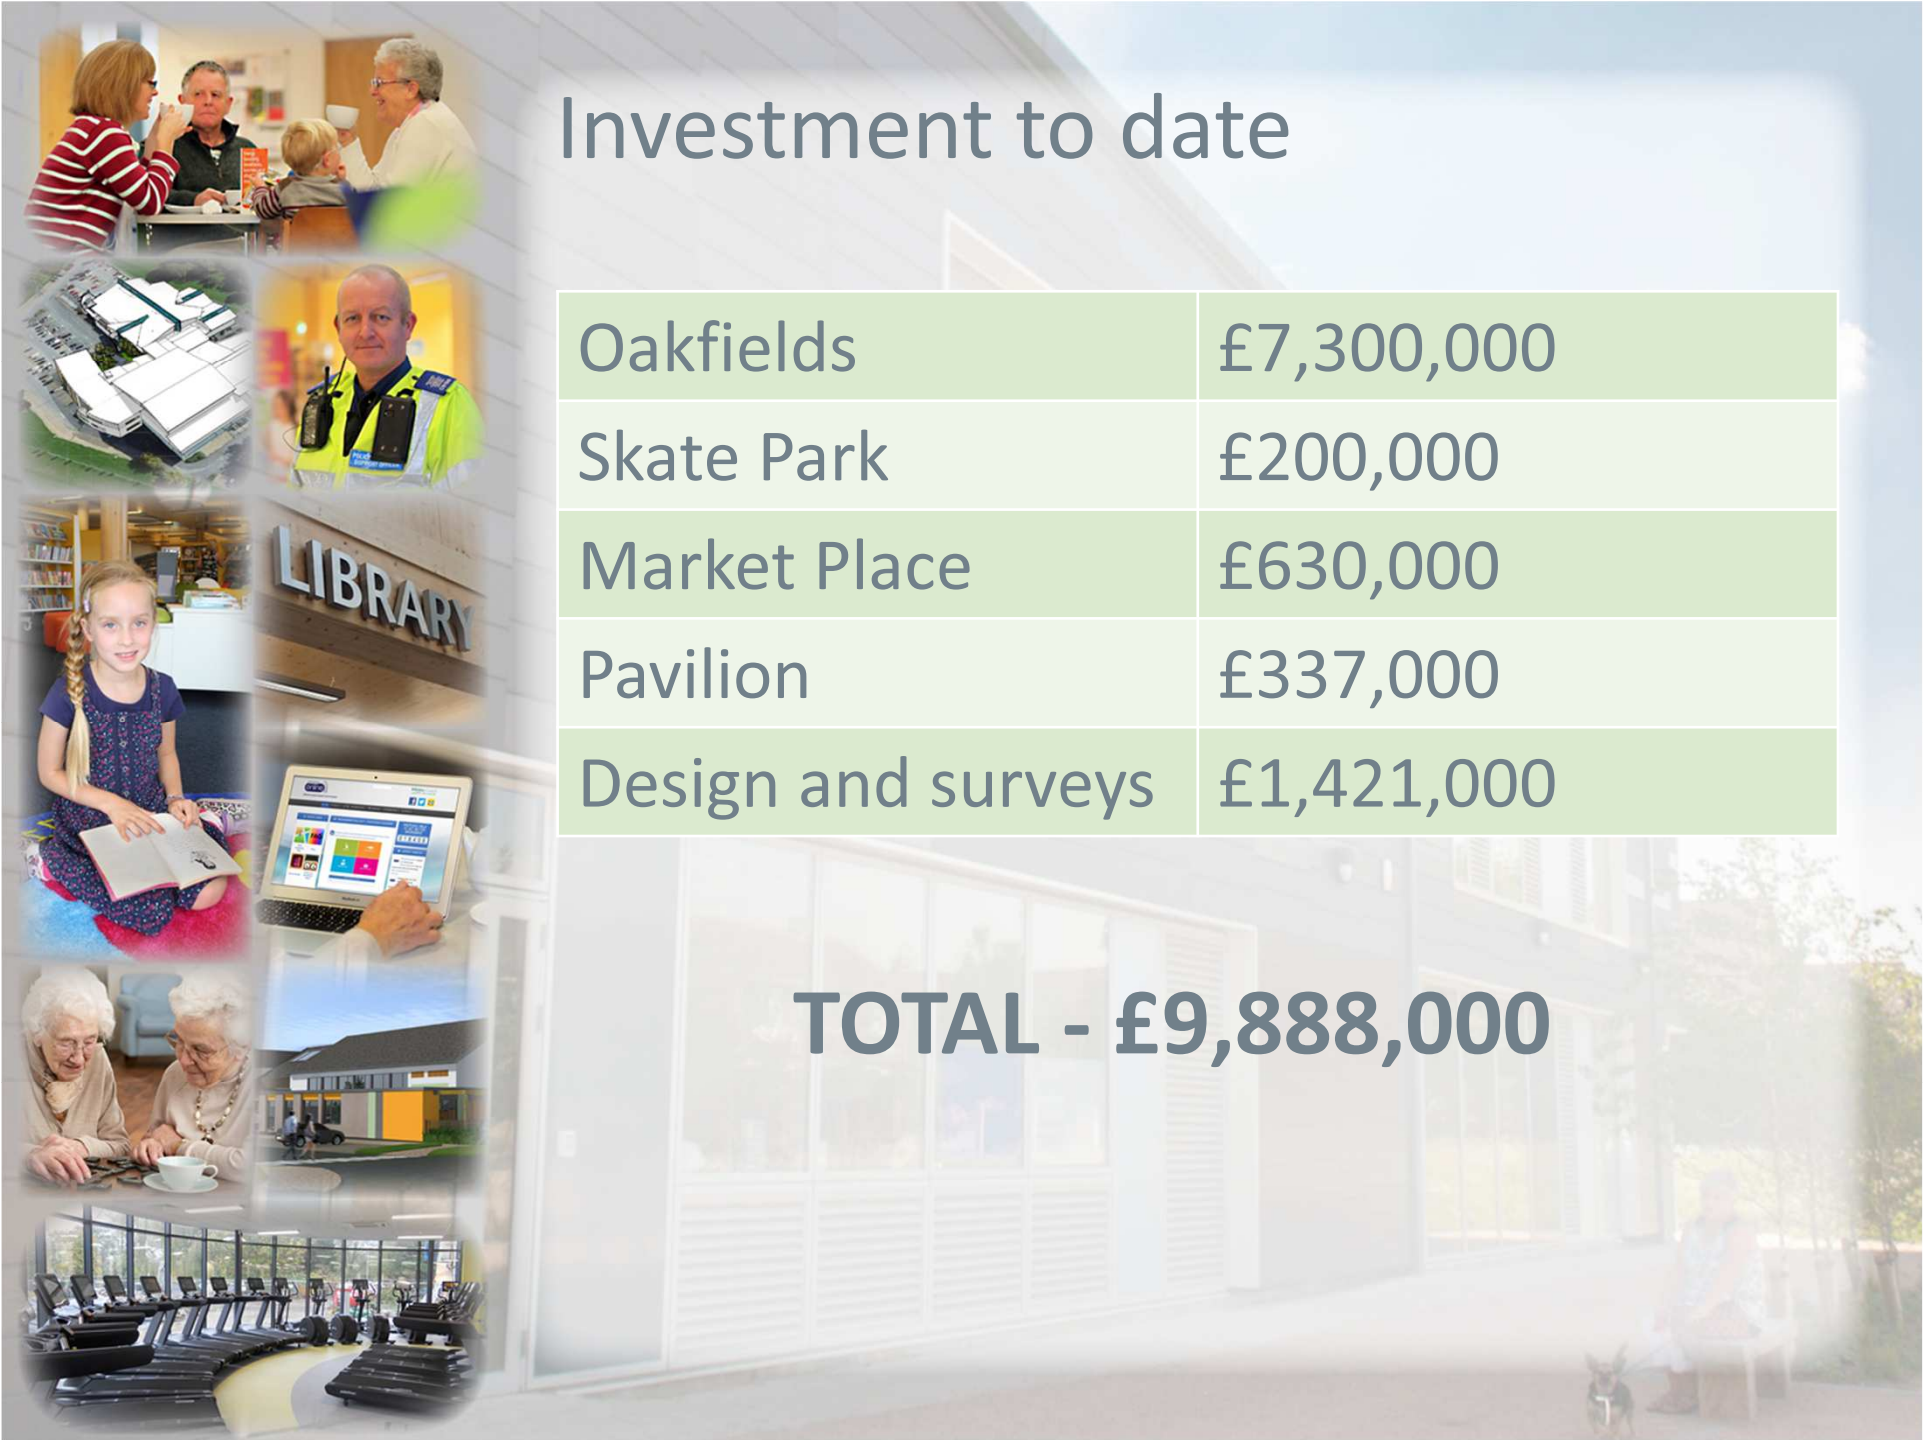 Investment to date
Oakfields £7,300,000
Skate Park £200,000
Market Place £630,000
Pavilion £337,000
Design and surveys £1,421,000
TOTAL - £9,888,000
LIBRARY